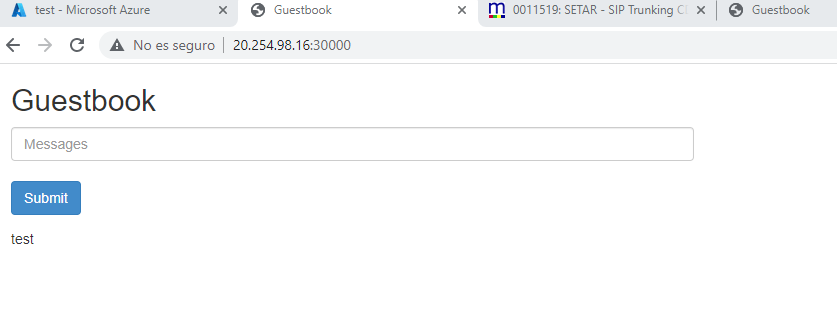 test - Microsoft Azure
Guestbook
0011519: SETAR - SIP Trunking C
Guestbook
No es seguro
20.254.98.16:30000
Guestbook
Messages
Submit
test